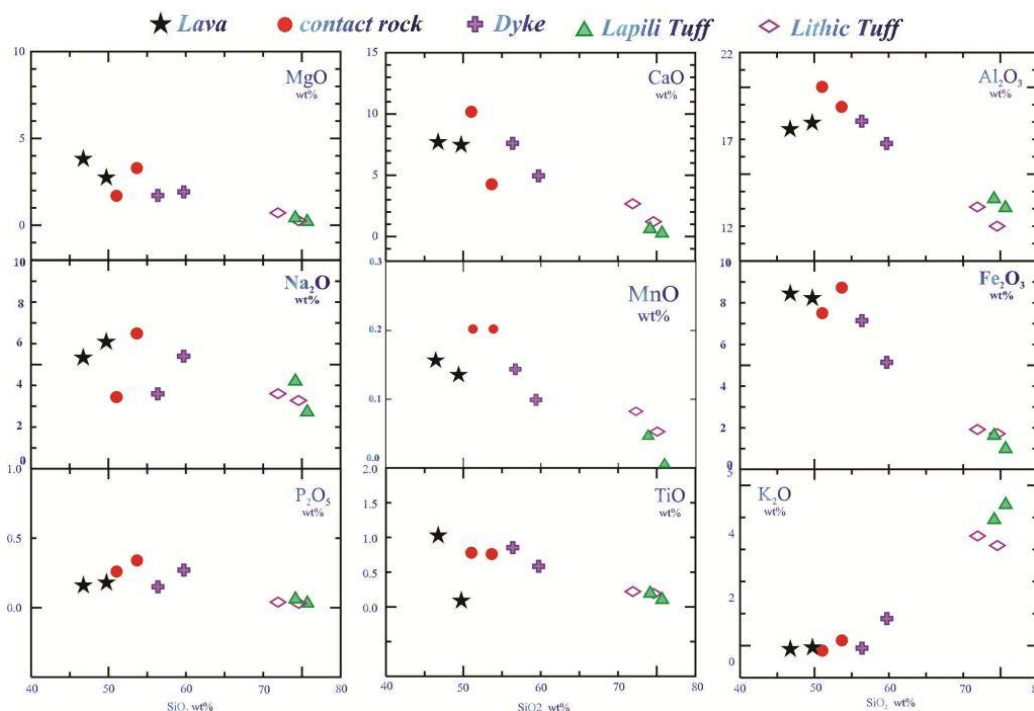 Lava contact rock Dyke Lapili Tuff Lithic Tuff
10
MgO
wt%
5
0
15
CaO
wt%
10
5
0
22
Al₂O₃
wt%
17
12
10
Na₂O
wt%
8
6
4
2
0
0.3
MnO
wt%
0.2
0.1
0.0
10
Fe₂O₃
wt%
8
6
4
2
0
1.0
P₂O₅
wt%
0.5
0.0
2.0
TiO
wt%
1.5
1.0
0.5
0.0
K₂O
wt%
4
2
0
40 50 60 70 80
SiO, wt%
40 50 60 70 80
SiO2 wt%
40 50 60 70 80
SiO₂ wt%